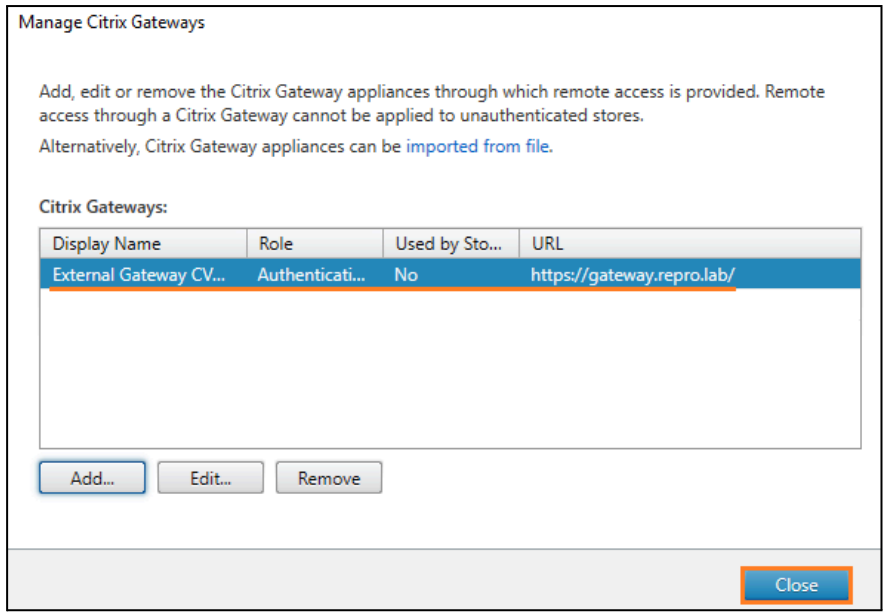 Manage Citrix Gateways
Add, edit or remove the Citrix Gateway appliances through which remote access is provided. Remote
access through a Citrix Gateway cannot be applied to unauthenticated stores.
Alternatively, Citrix Gateway appliances can be imported from file.
Citrix Gateways:
Display Name Role Used by Sto... URL
External Gateway CV... Authenticati... No https://gateway.repro.lab/
Add... Edit... Remove
Close